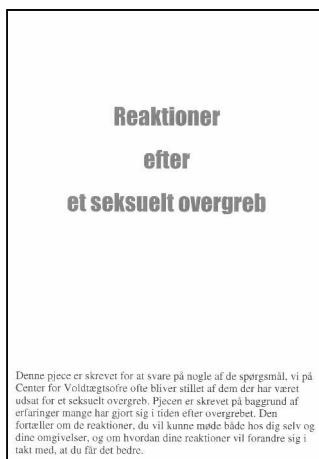 Reaktioner
efter
et seksuelt overgreb
Denne pjece er skrevet for at svare på nogle af de spørgsmål, vi på
Center for Voldtægtsofre ofte bliver stillet af dem der har været
udsat for et seksuelt overgreb. Pjecen er skrevet på baggrund af
erfaringer mange har gjort sig i tiden efter overgrebet. Den
fortæller om de reaktioner, du vil kunne møde både hos dig selv og
dine omgivelser, og om hvordan dine reaktioner vil forandre sig i
takt med, at du får det bedre.